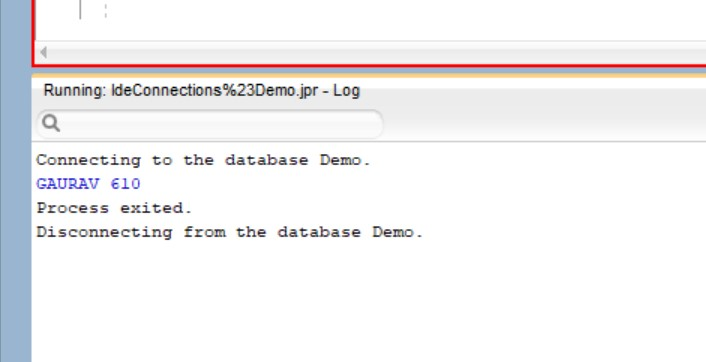 Running: IdeConnections%23Demo.jpr - Log
Connecting to the database Demo.
GAURAV 610
Process exited.
Disconnecting from the database Demo.